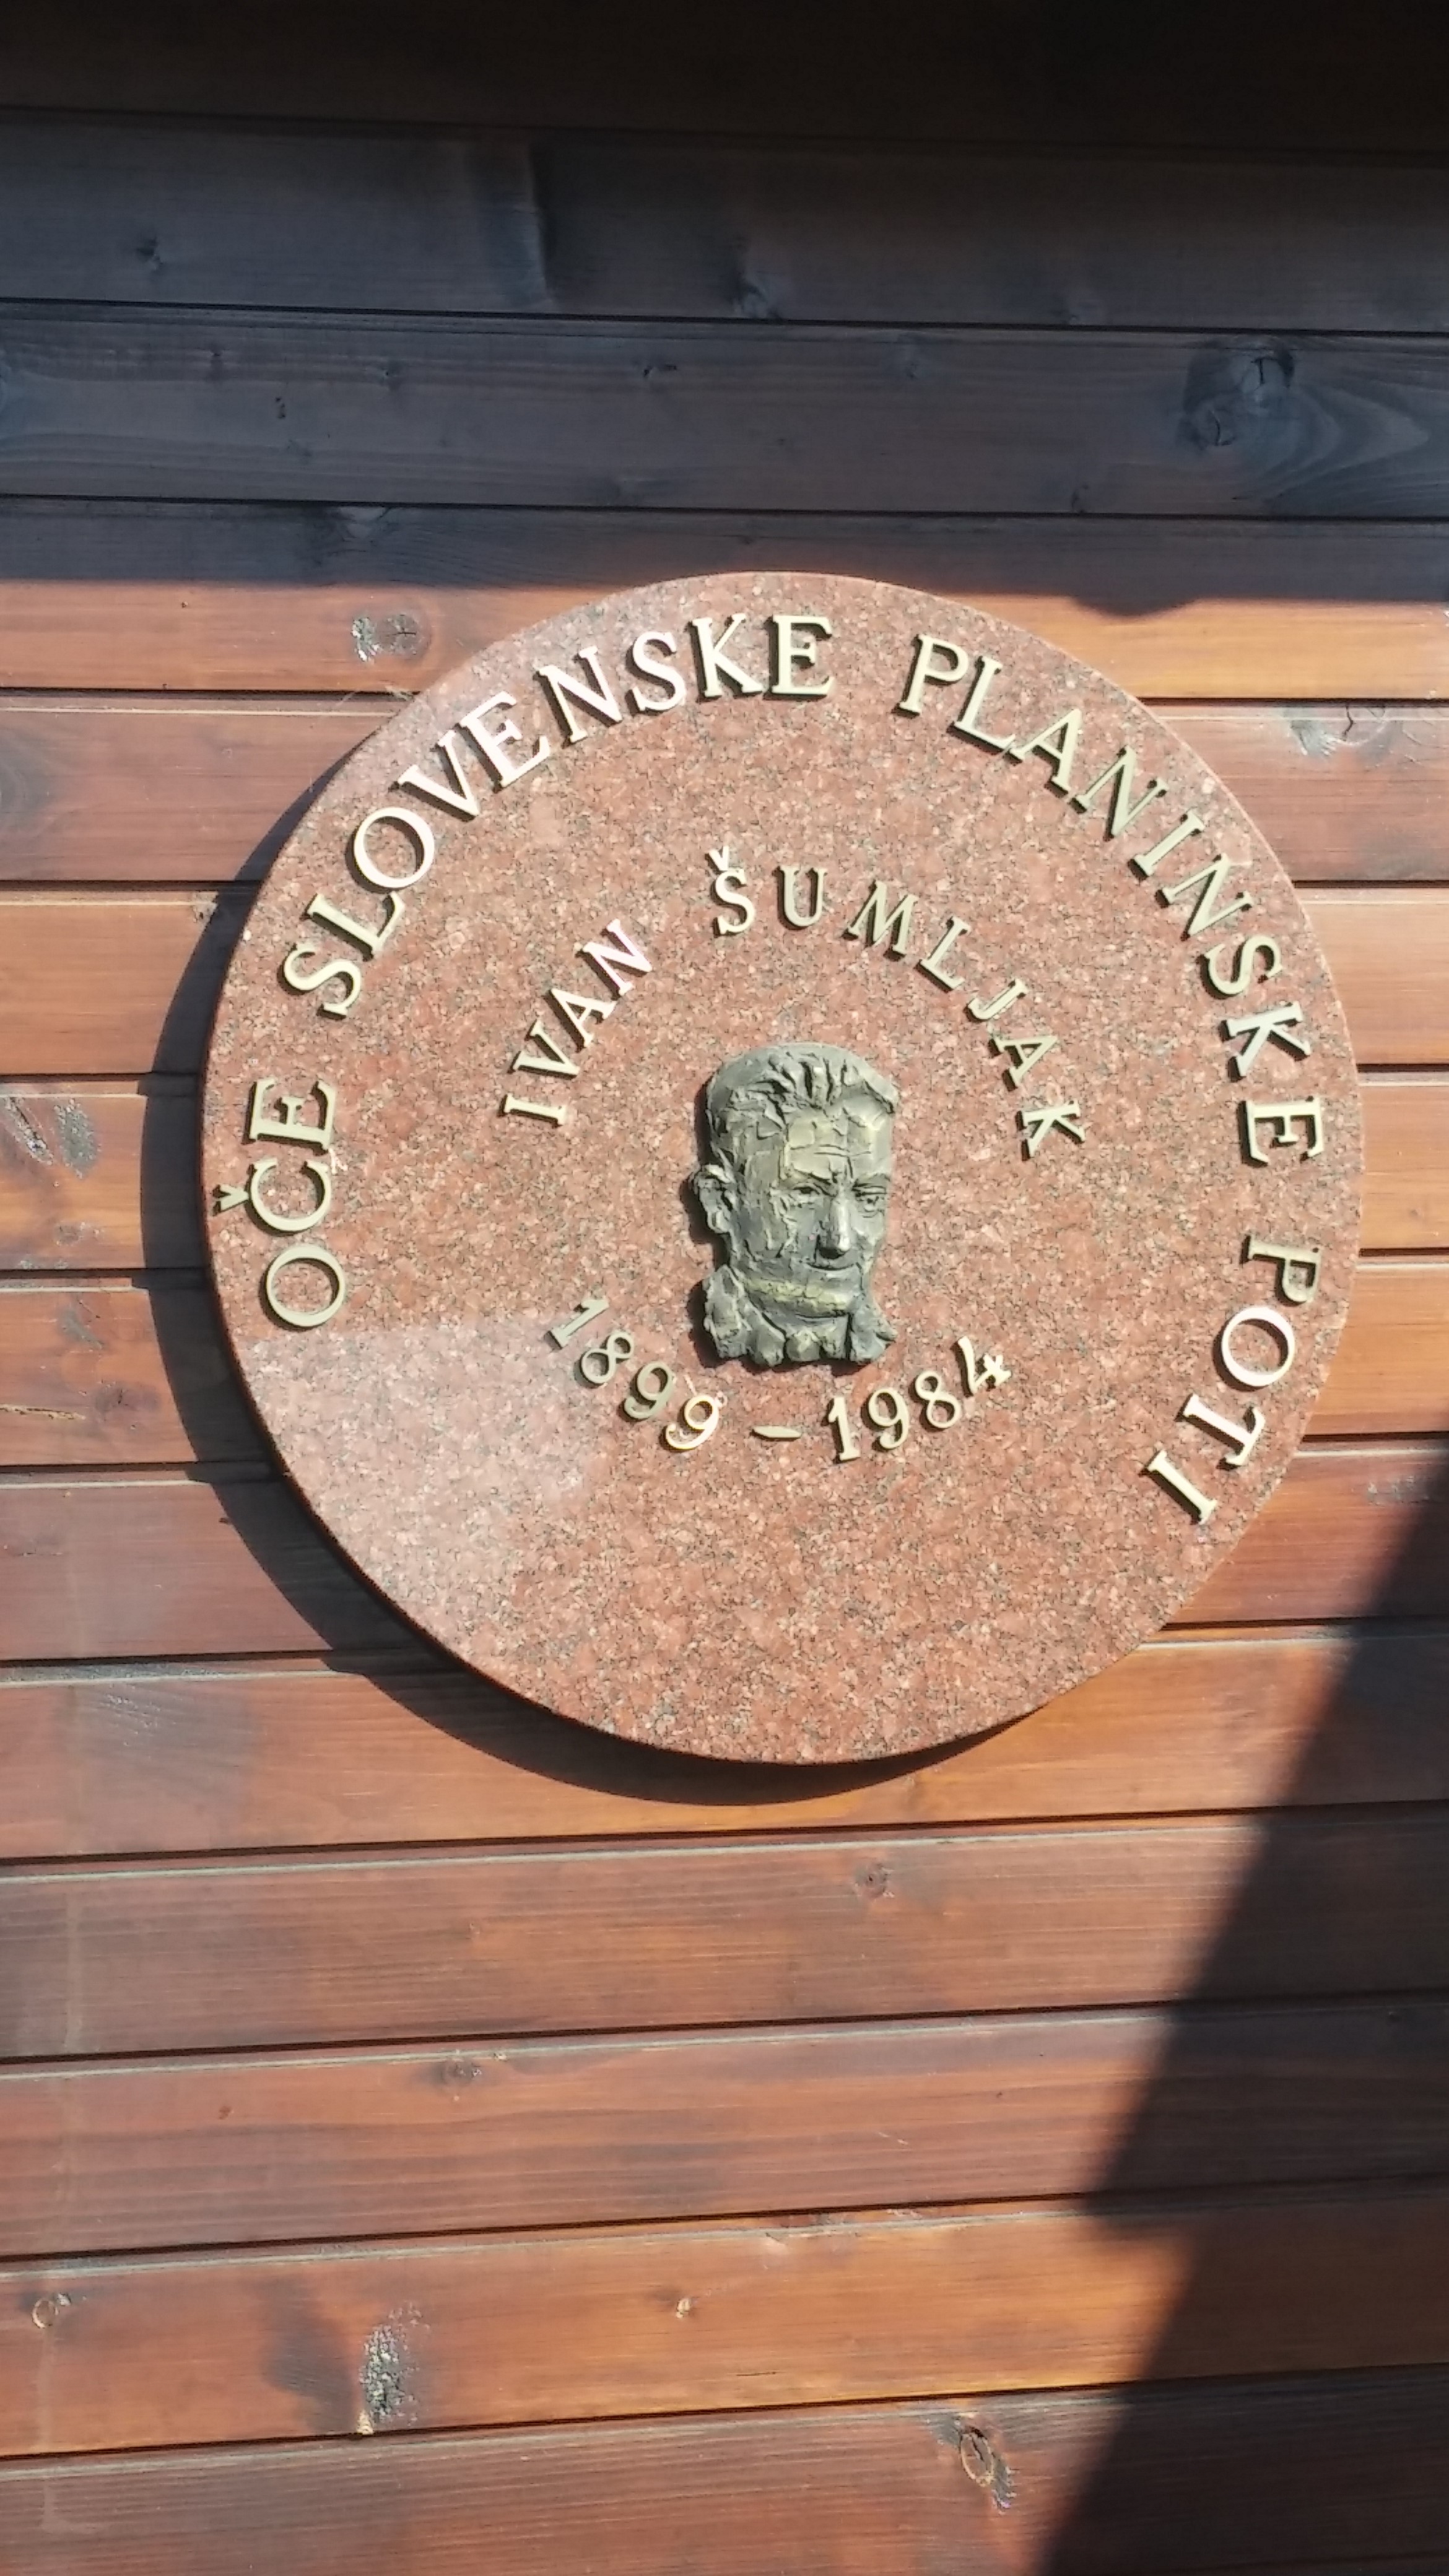 OČE SLOVENSKE PLANINSKE POTI
IVAN ŠUMLJAK
1899 - 1984